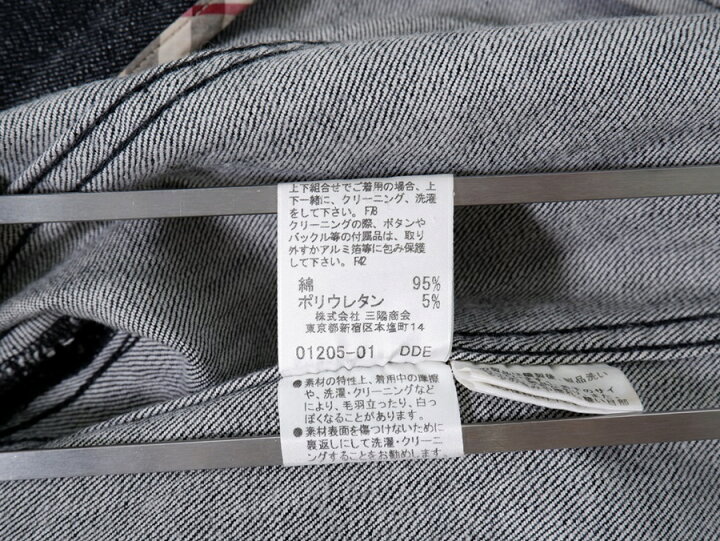 上下組合せでご着用の場合、上
下一緒に、クリーニング、洗濯
をして下さい。F78
クリーニングの際、ボタンや
バックル等の付属品は、取り
外すかアルミ箔等に包み保護
して下さい。F42
綿 95%
ポリウレタン 5%
株式会社 三陽商会
東京都新宿区本塩町14
01205-01 DDE
●素材の特性上、着用中の摩擦
や、洗濯・クリーニングなど
により、毛羽立ったり、白っ
ぽくなることがあります。
●素材表面を傷つけないために
裏返しにして洗濯・クリーニ
ングすることをお勧めします
単品洗い